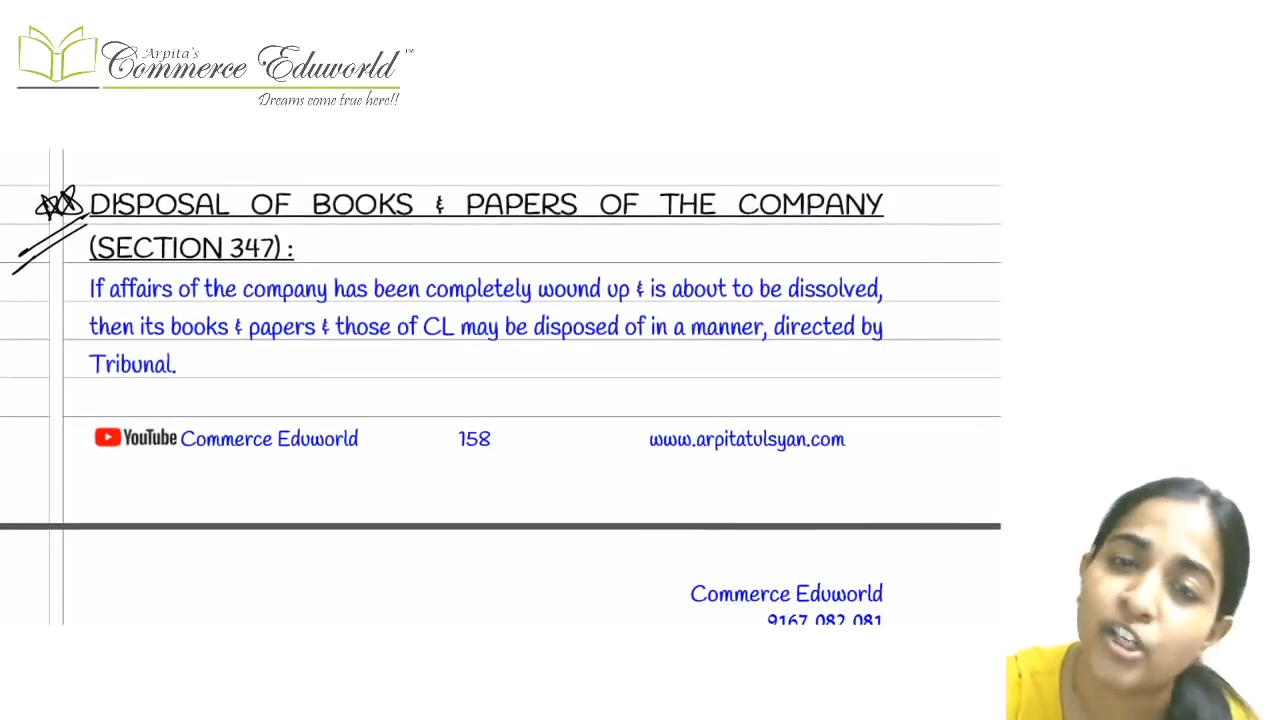 Arpita's
Commerce Eduworld™
Dreams come true here!!
DISPOSAL OF BOOKS & PAPERS OF THE COMPANY
(SECTION 347) :
If affairs of the company has been completely wound up & is about to be dissolved,
then its books & papers & those of CL may be disposed of in a manner, directed by
Tribunal.
YouTube Commerce Eduworld 158 www.arpitatulsyan.com
Commerce Eduworld
9167 082 081